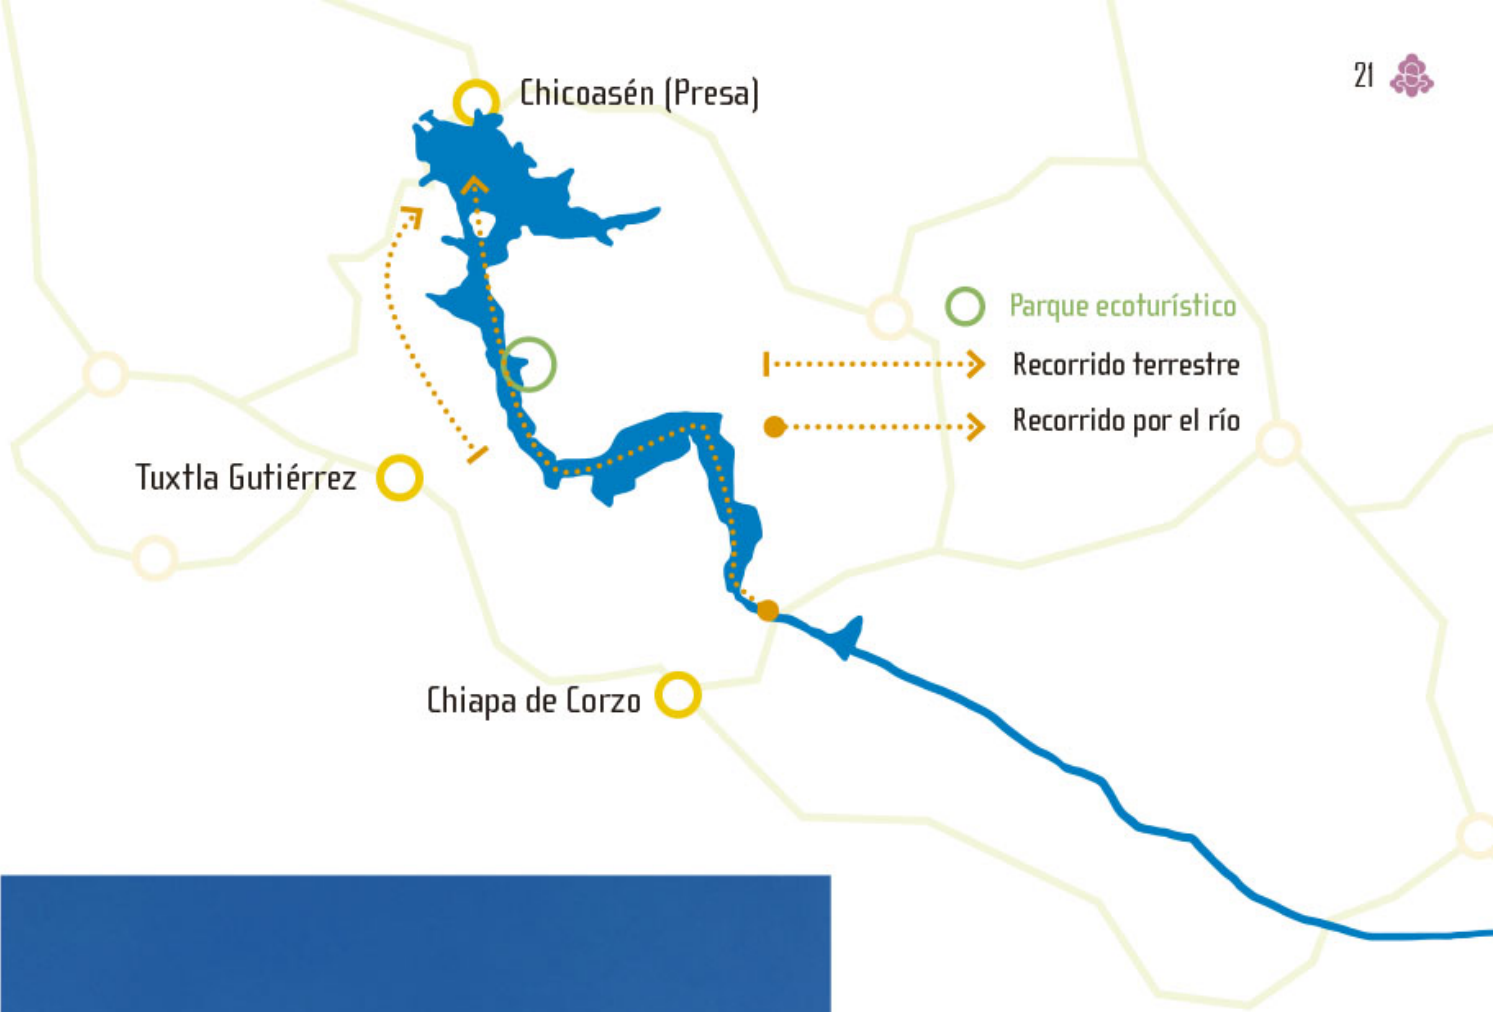 21
Chicoasén (Presa)
Parque ecoturístico
Recorrido terrestre
Recorrido por el río
Tuxtla Gutiérrez
Chiapa de Corzo